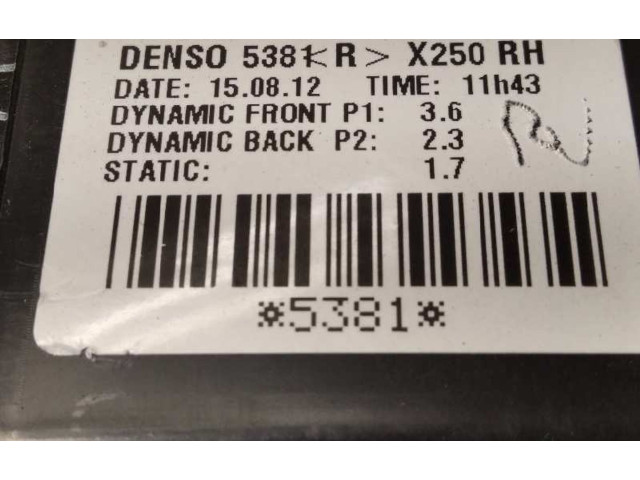 DENSO 5381<R> X250 RH
DATE: 15.08.12 TIME: 11h43
DYNAMIC FRONT P1: 3.6
DYNAMIC BACK P2: 2.3
STATIC: 1.7
*5381*